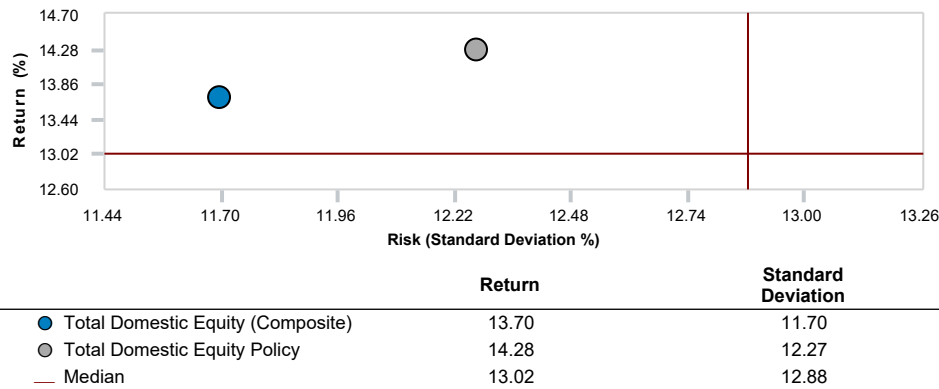 14.70
14.28
13.86
13.44
13.02
12.60
Return (%)
11.44 11.70 11.96 12.22 12.48 12.74 13.00 13.26
Risk (Standard Deviation %)
Return Standard Deviation
Total Domestic Equity (Composite) 13.70 11.70
Total Domestic Equity Policy 14.28 12.27
Median 13.02 12.88